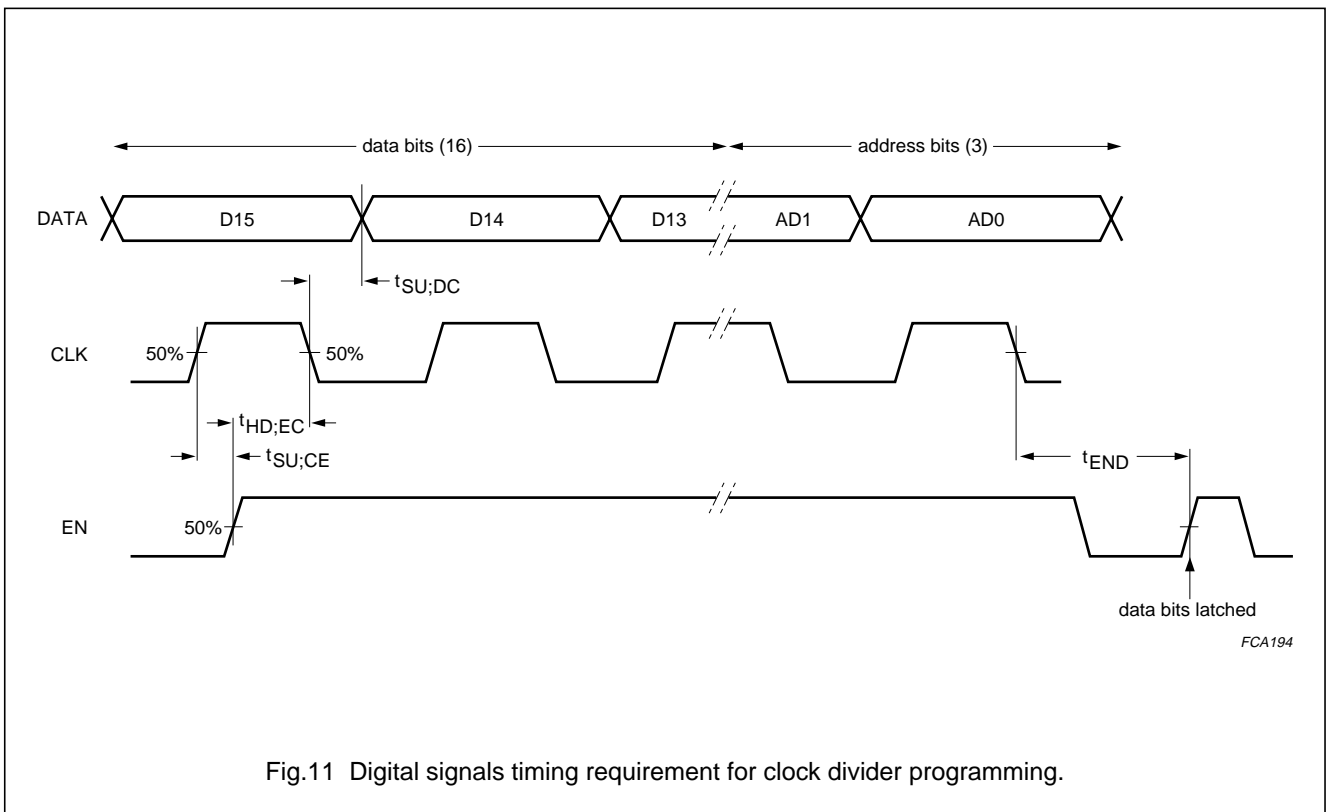 data bits (16)
address bits (3)
DATA
D15
D14
D13
AD1
AD0
tSU;DC
CLK
50%
50%
tHD;EC
tSU;CE
tEND
EN
50%
data bits latched
FCA194
Fig.11 Digital signals timing requirement for clock divider programming.